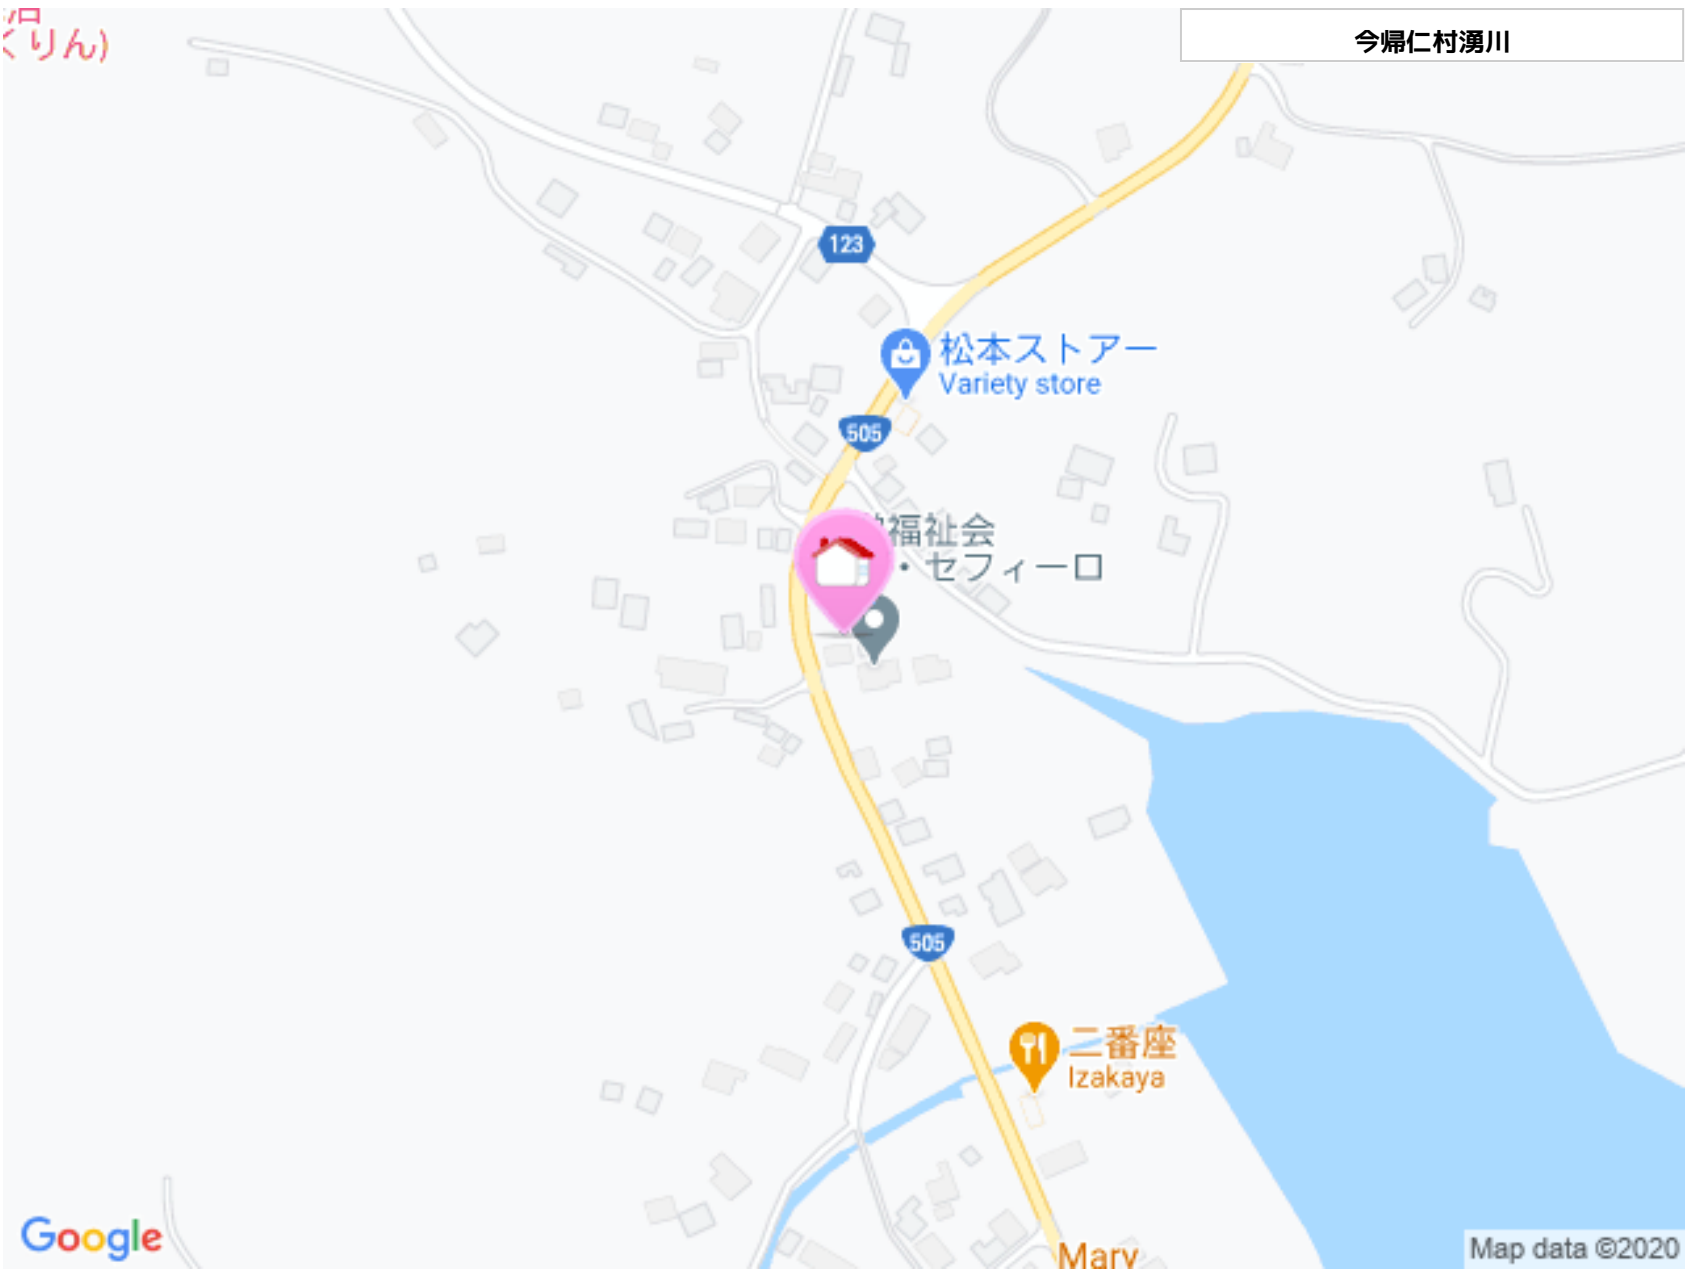 くりん)
今帰仁村湧川
123
松本ストアー
Variety store
505
福祉会
・セフィーロ
505
二番座
Izakaya
Mary
Google
Map data ©2020